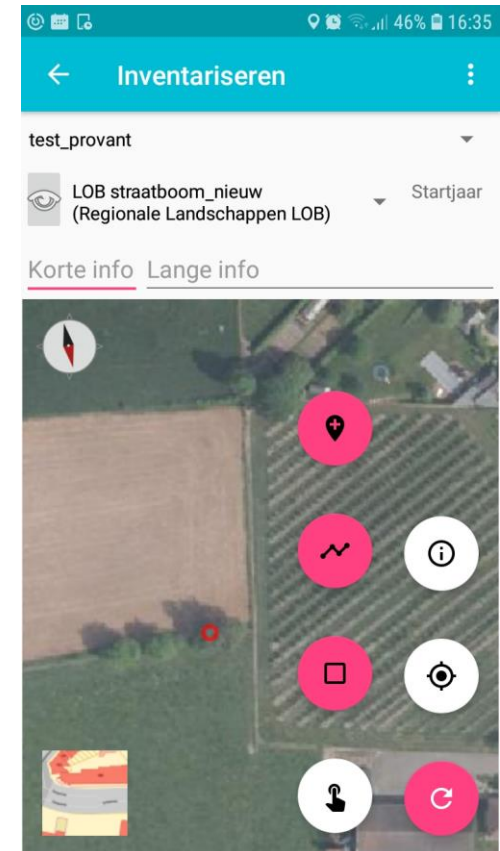 46% 16:35
Inventariseren
test_provant
LOB straatboom_nieuw
(Regionale Landschappen LOB)
Startjaar
Korte info Lange info